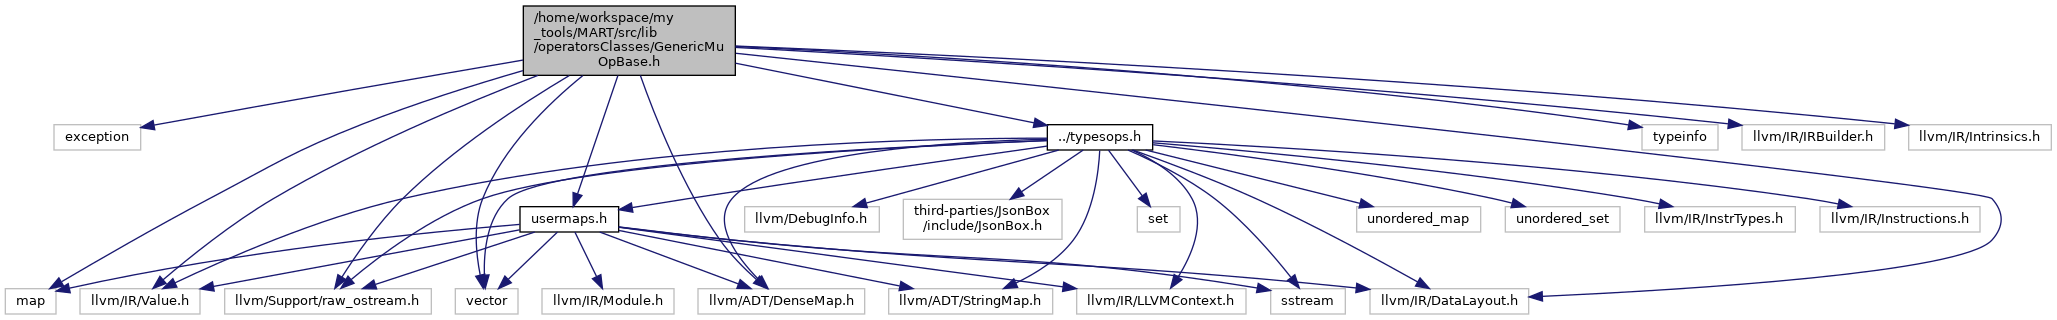 /home/workspace/my
_tools/MART/src/lib
/operatorsClasses/GenericMu
OpBase.h
exception
../typesops.h
typeinfo
llvm/IR/IRBuilder.h
llvm/IR/Intrinsics.h
usermaps.h
llvm/DebugInfo.h
third-parties/JsonBox
/include/JsonBox.h
set
unordered_map
unordered_set
llvm/IR/InstrTypes.h
llvm/IR/Instructions.h
map
llvm/IR/Value.h
llvm/Support/raw_ostream.h
vector
llvm/IR/Module.h
llvm/ADT/DenseMap.h
llvm/ADT/StringMap.h
llvm/IR/LLVMContext.h
sstream
llvm/IR/DataLayout.h